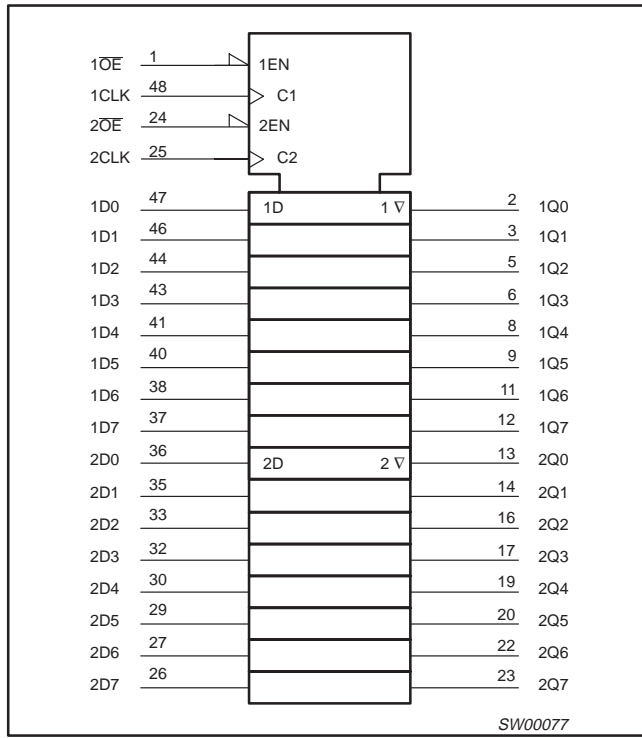 1O̅E̅ 1 1EN
1CLK 48 C1
2O̅E̅ 24 2EN
2CLK 25 C2
1D0 47 1D 1 ∇ 2 1Q0
1D1 46 3 1Q1
1D2 44 5 1Q2
1D3 43 6 1Q3
1D4 41 8 1Q4
1D5 40 9 1Q5
1D6 38 11 1Q6
1D7 37 12 1Q7
2D0 36 2D 2 ∇ 13 2Q0
2D1 35 14 2Q1
2D2 33 16 2Q2
2D3 32 17 2Q3
2D4 30 19 2Q4
2D5 29 20 2Q5
2D6 27 22 2Q6
2D7 26 23 2Q7
SW00077